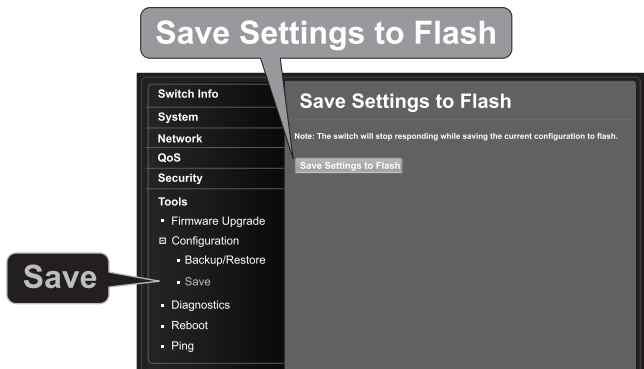 Save Settings to Flash
Switch Info
System
Network
QoS
Security
Tools
Firmware Upgrade
Configuration
Backup/Restore
Save
Diagnostics
Reboot
Ping
Save
Save Settings to Flash
Note: The switch will stop responding while saving the current configuration to flash.
Save Settings to Flash